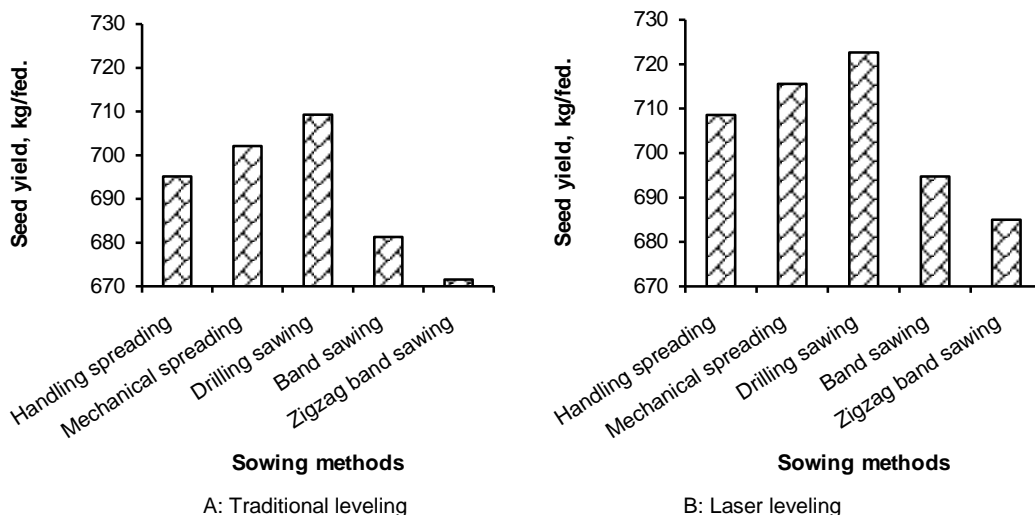 730
720
710
700
690
680
670
Seed yield, kg/fed.
Handling spreading
Mechanical spreading
Drilling sawing
Band sawing
Zigzag band sawing
Sowing methods
A: Traditional leveling
730
720
710
700
690
680
670
Seed yield, kg/fed.
Handling spreading
Mechanical spreading
Drilling sawing
Band sawing
Zigzag band sawing
Sowing methods
B: Laser leveling